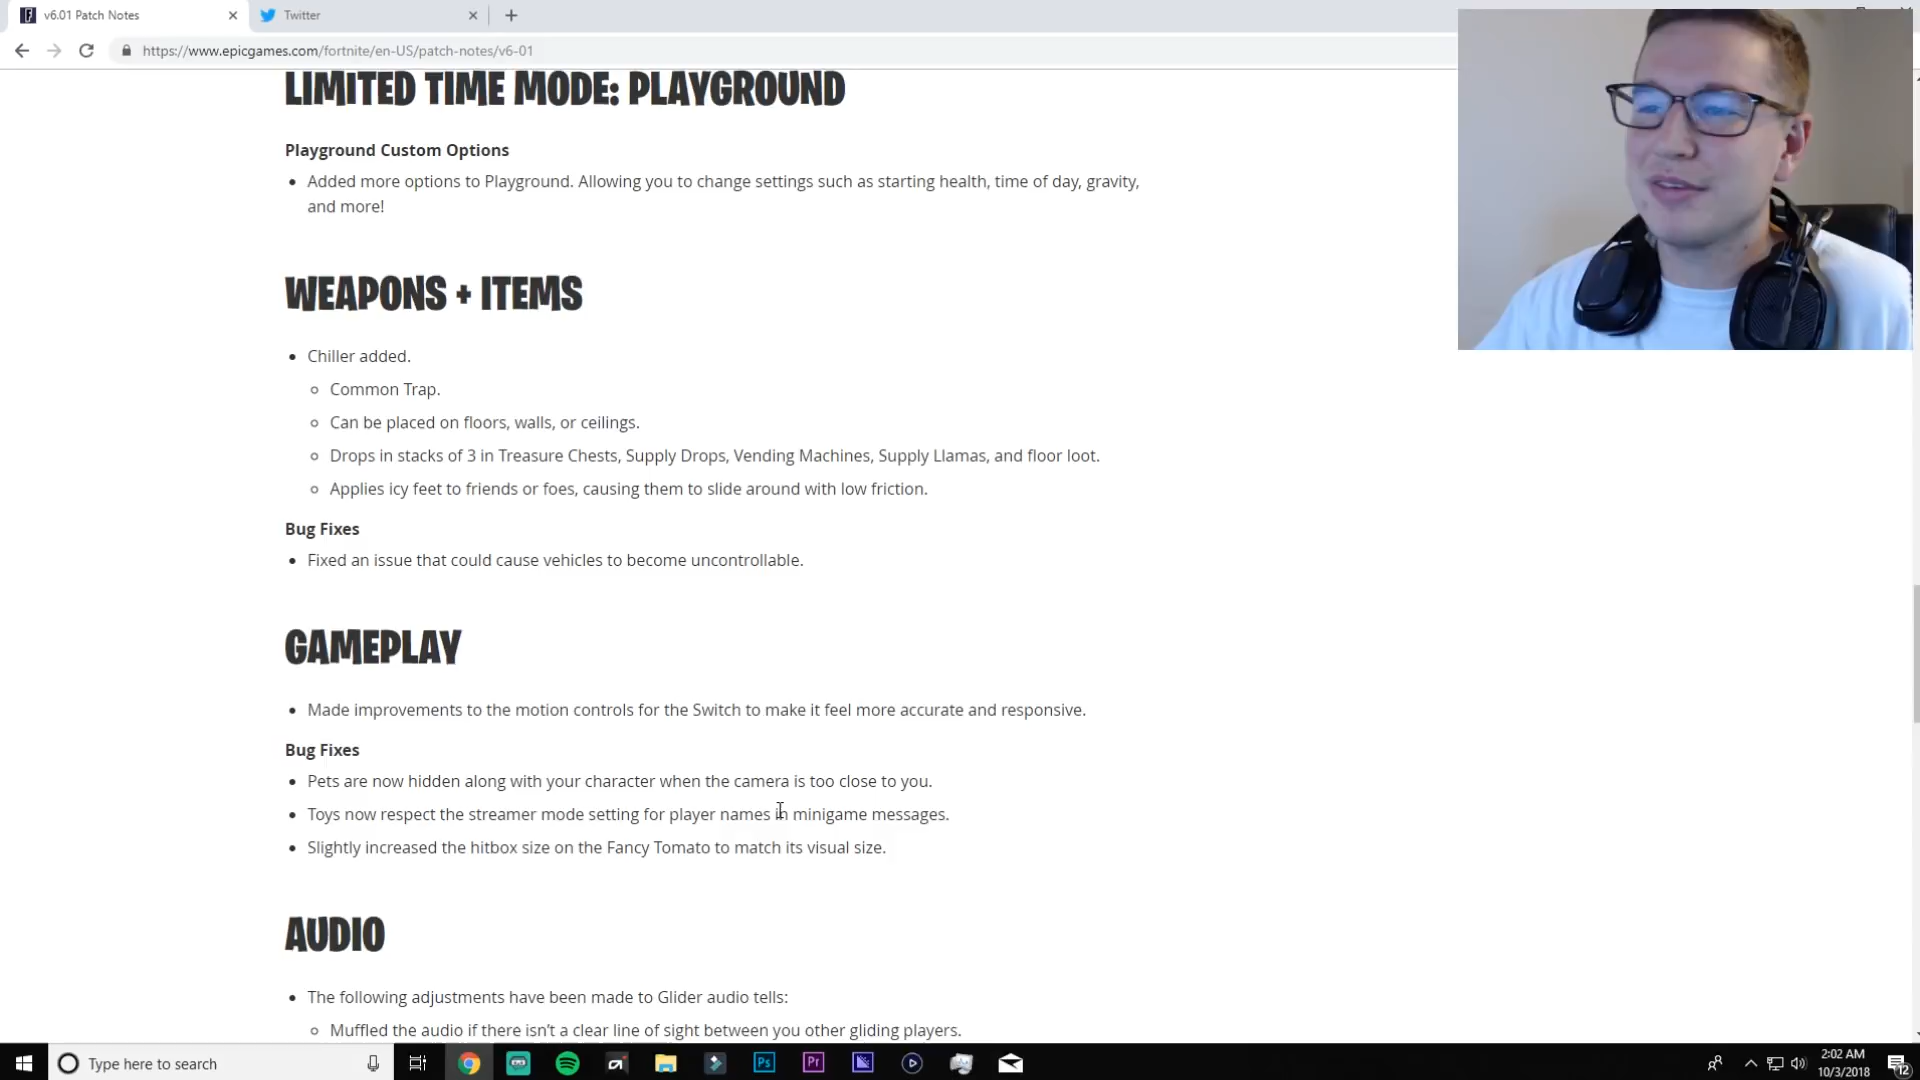 v6.01 Patch Notes
Twitter
https://www.epicgames.com/fortnite/en-US/patch-notes/v6-01
LIMITED TIME MODE: PLAYGROUND
Playground Custom Options
Added more options to Playground. Allowing you to change settings such as starting health, time of day, gravity,
and more!
WEAPONS + ITEMS
Chiller added.
Common Trap.
Can be placed on floors, walls, or ceilings.
Drops in stacks of 3 in Treasure Chests, Supply Drops, Vending Machines, Supply Llamas, and floor loot.
Applies icy feet to friends or foes, causing them to slide around with low friction.
Bug Fixes
Fixed an issue that could cause vehicles to become uncontrollable.
GAMEPLAY
Made improvements to the motion controls for the Switch to make it feel more accurate and responsive.
Bug Fixes
Pets are now hidden along with your character when the camera is too close to you.
Toys now respect the streamer mode setting for player names in minigame messages.
Slightly increased the hitbox size on the Fancy Tomato to match its visual size.
AUDIO
The following adjustments have been made to Glider audio tells:
Muffled the audio if there isn't a clear line of sight between you other gliding players.
Type here to search
Ps
Pr
2:02 AM
10/3/2018
12